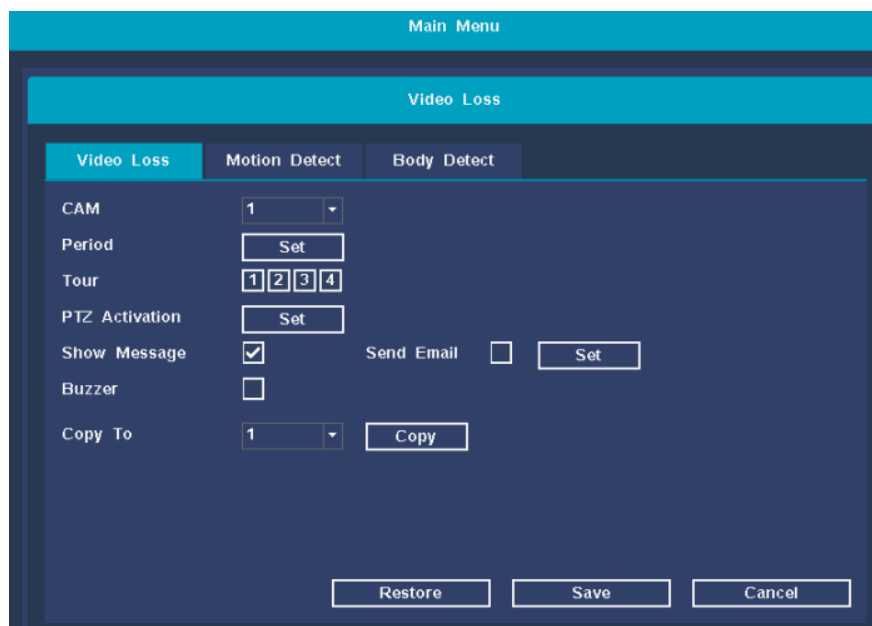 Main Menu
Video Loss
Video Loss Motion Detect Body Detect
CAM 1
Period Set
Tour 1 2 3 4
PTZ Activation Set
Show Message Send Email Set
Buzzer
Copy To 1 Copy
Restore Save Cancel